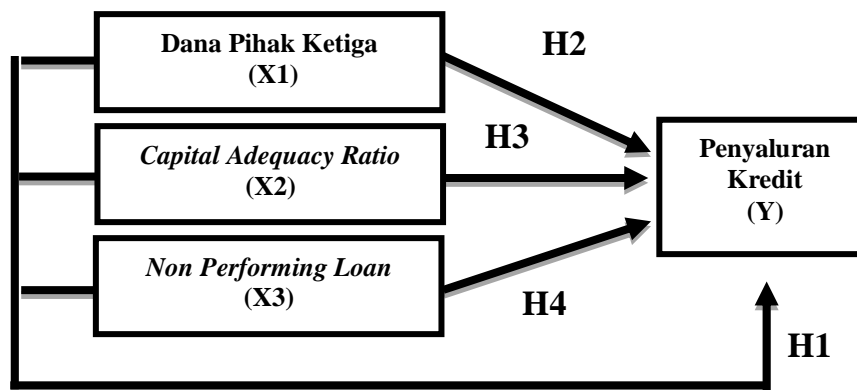 Dana Pihak Ketiga
(X1)
H2
Capital Adequacy Ratio
(X2)
H3
Non Performing Loan
(X3)
H4
Penyaluran
Kredit
(Y)
H1